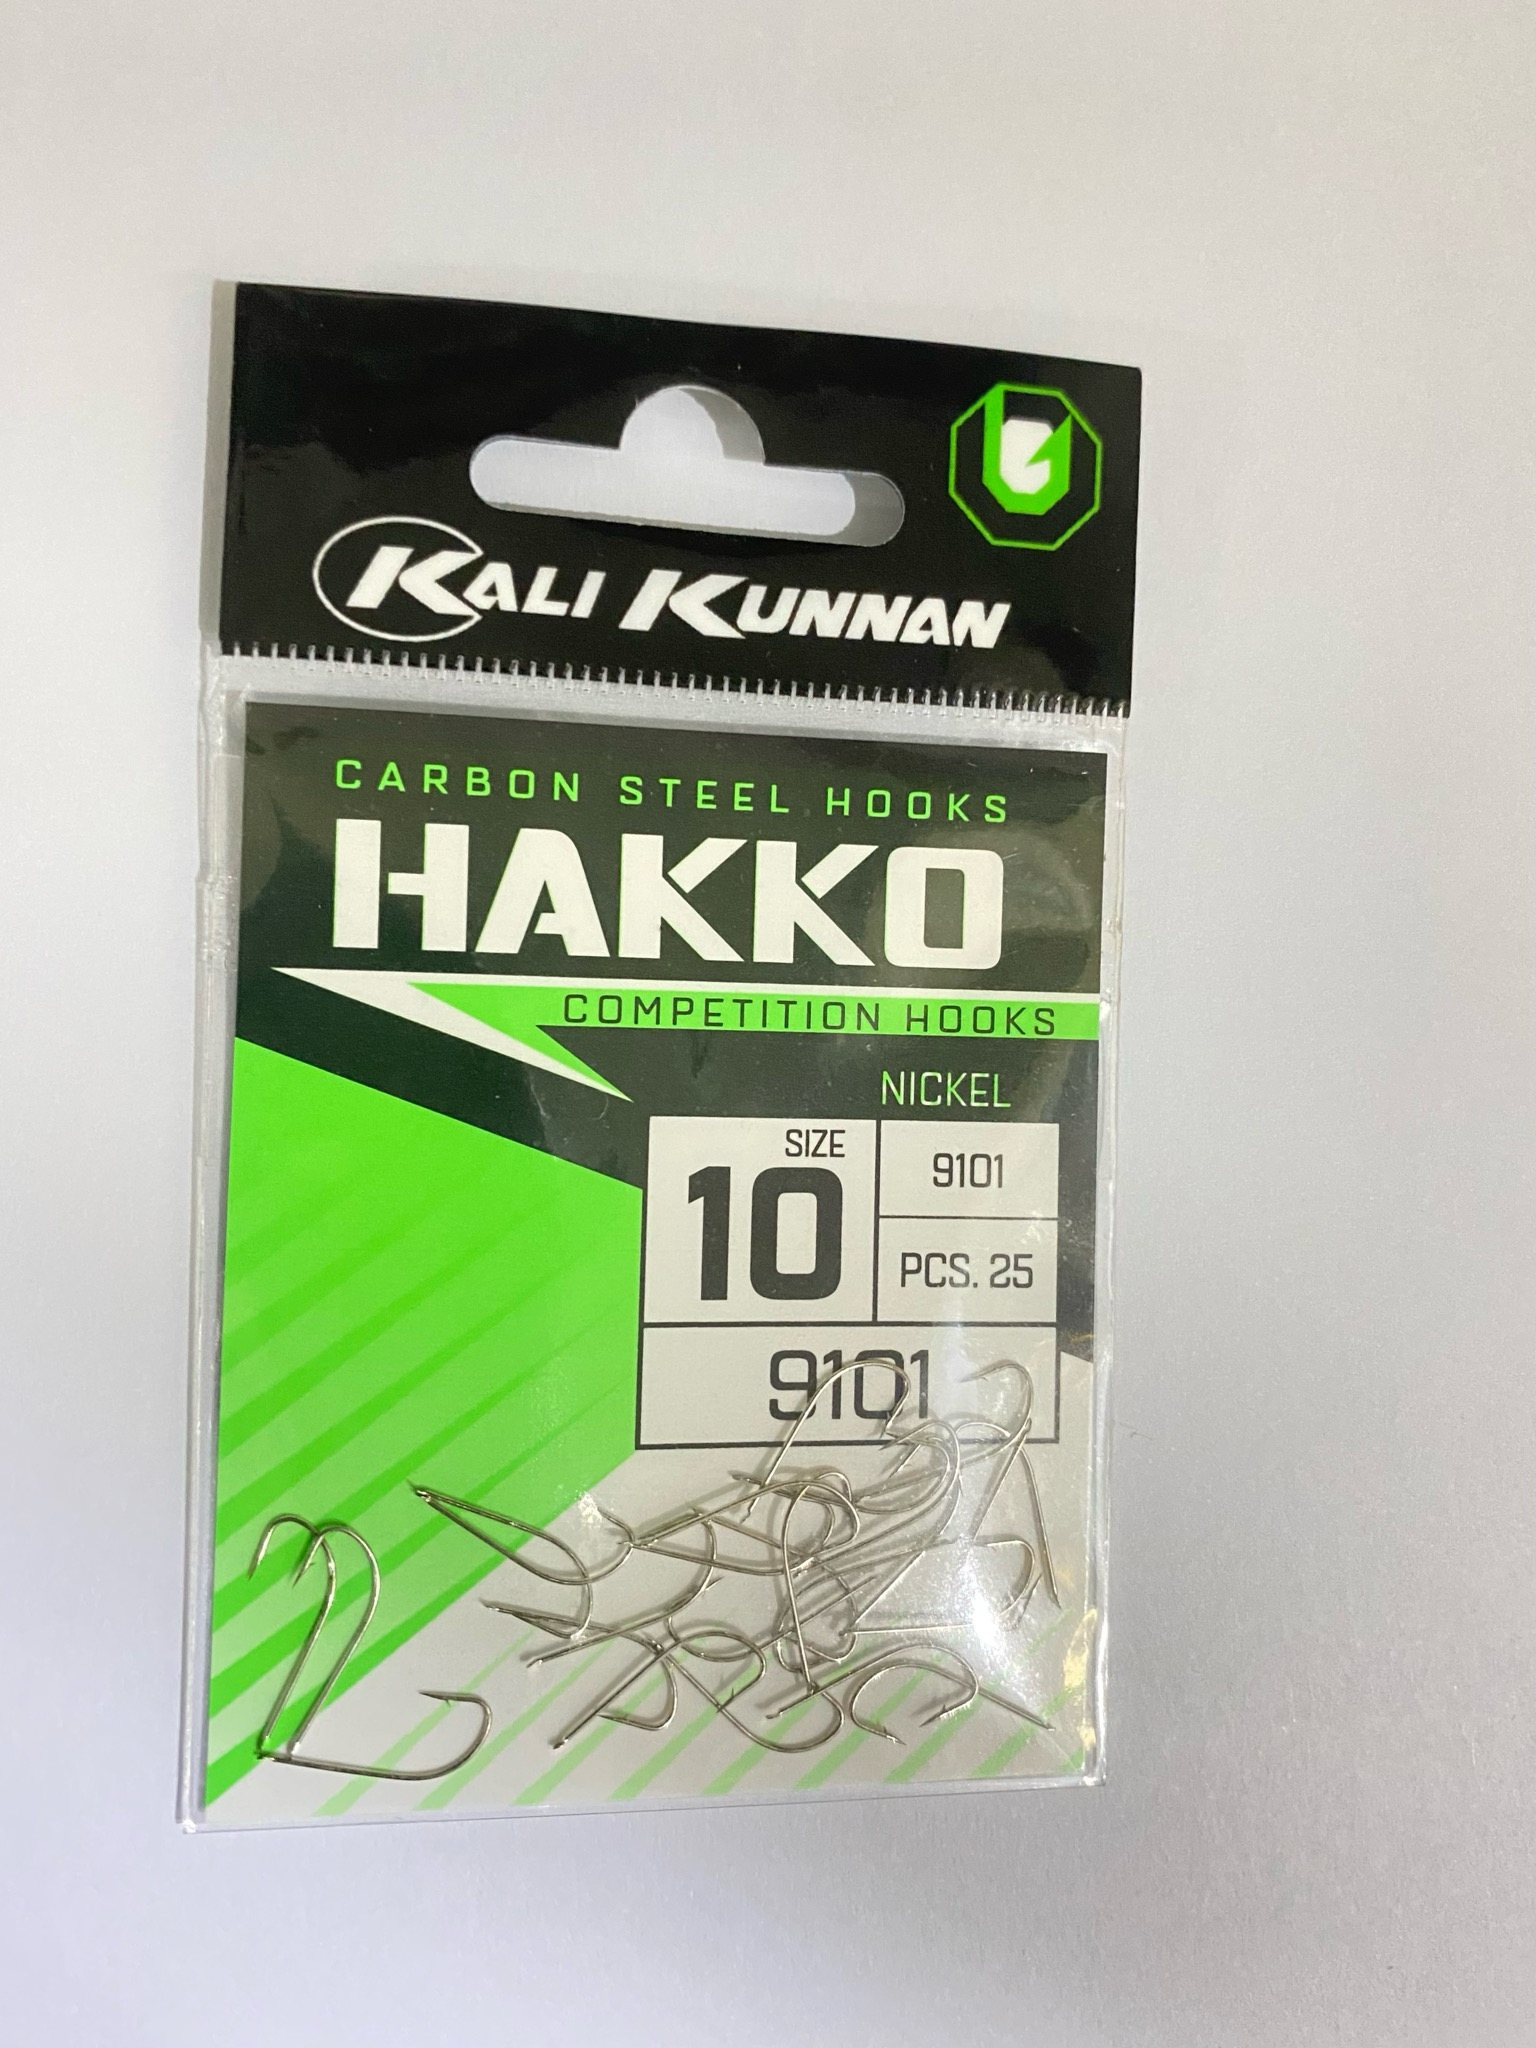 KALI KUNNAN
CARBON STEEL HOOKS
HAKKO
COMPETITION HOOKS
NICKEL
SIZE
10
9101
PCS. 25
9101